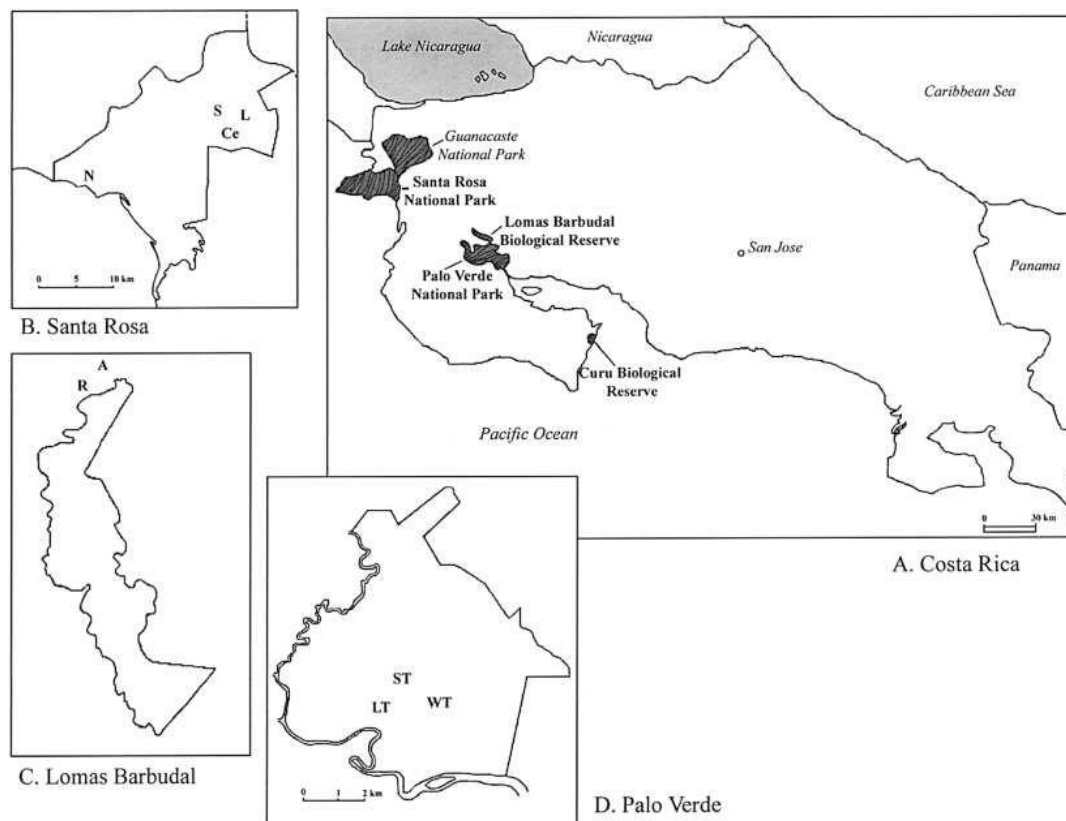 S L
Ce
N
0 5 10 km
B. Santa Rosa
A
R
C. Lomas Barbudal
Lake Nicaragua
Nicaragua
Caribbean Sea
Guanacaste
National Park
Santa Rosa
National Park
Lomas Barbudal
Biological Reserve
San Jose
Panama
Palo Verde
National Park
Curu Biological
Reserve
Pacific Ocean
0 30 km
A. Costa Rica
ST
LT WT
0 1 2 km
D. Palo Verde